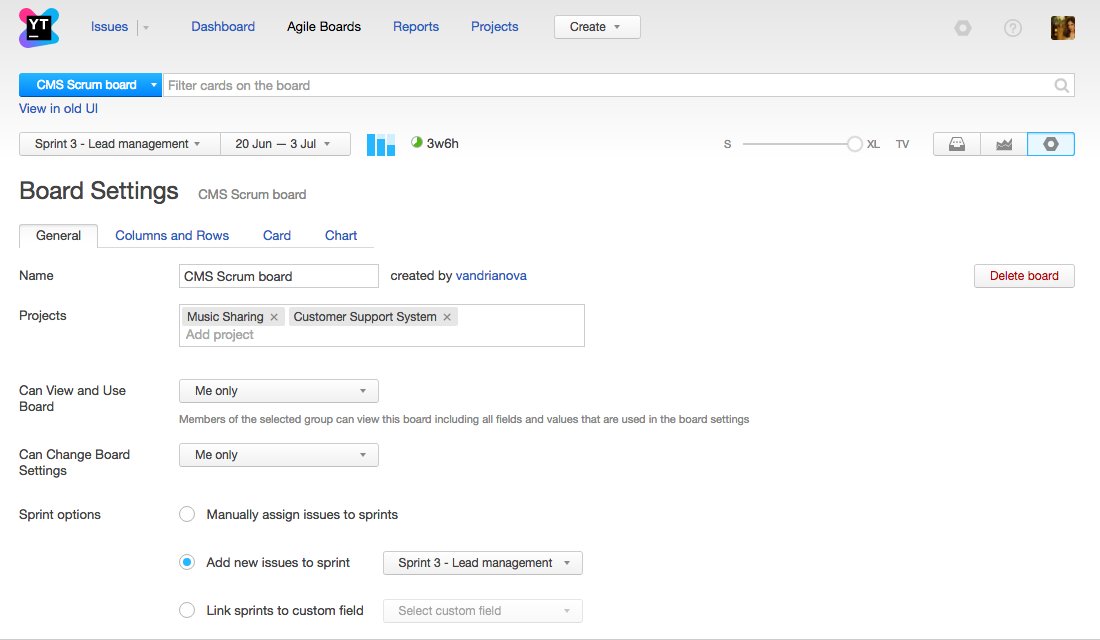 YT
Issues Dashboard Agile Boards Reports Projects Create
CMS Scrum board Filter cards on the board
View in old UI
Sprint 3 - Lead management 20 Jun — 3 Jul 3w6h S XL TV
Board Settings CMS Scrum board
General Columns and Rows Card Chart
Name CMS Scrum board created by vandrianova Delete board
Projects Music Sharing × Customer Support System ×
Add project
Can View and Use
Board
Me only
Members of the selected group can view this board including all fields and values that are used in the board settings
Can Change Board
Settings
Me only
Sprint options Manually assign issues to sprints
Add new issues to sprint Sprint 3 - Lead management
Link sprints to custom field Select custom field